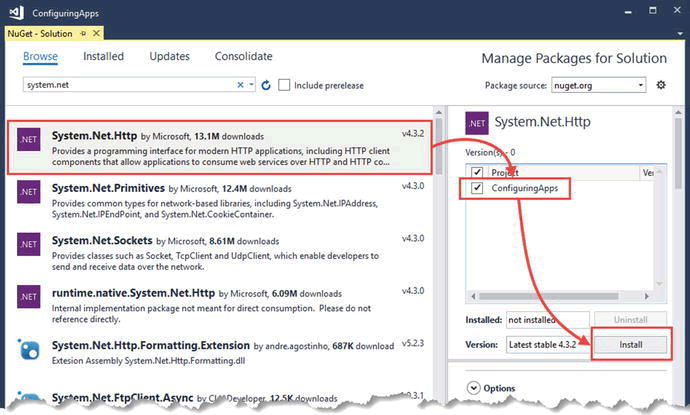 ConfiguringApps
NuGet - Solution
Browse Installed Updates Consolidate
Manage Packages for Solution
system.net
Include prerelease
Package source: nuget.org
.NET
System.Net.Http by Microsoft, 13.1M downloads v4.3.2
Provides a programming interface for modern HTTP applications, including HTTP client
components that allow applications to consume web services over HTTP and HTTP co...
.NET
System.Net.Primitives by Microsoft, 12.4M downloads v4.3.0
Provides common types for network-based libraries, including System.Net.IPAddress,
System.Net.IPEndPoint, and System.Net.CookieContainer.
.NET
System.Net.Sockets by Microsoft, 8.61M downloads v4.3.0
Provides classes such as Socket, TcpClient and UdpClient, which enable developers to
send and receive data over the network.
.NET
runtime.native.System.Net.Http by Microsoft, 6.09M downloads v4.3.0
Internal implementation package not meant for direct consumption. Please do not
reference directly.
System.Net.Http.Formatting.Extension by andre.agostinho, 687K download v5.2.3
Extesion Assembly System.Net.Http.Formatting.dll
System.Net.FtpClient.Async by 12.5K downloads
.NET
System.Net.Http
Version(s) - 0
Project Ver
ConfiguringApps
Installed: not installed Uninstall
Version: Latest stable 4.3.2 Install
Options